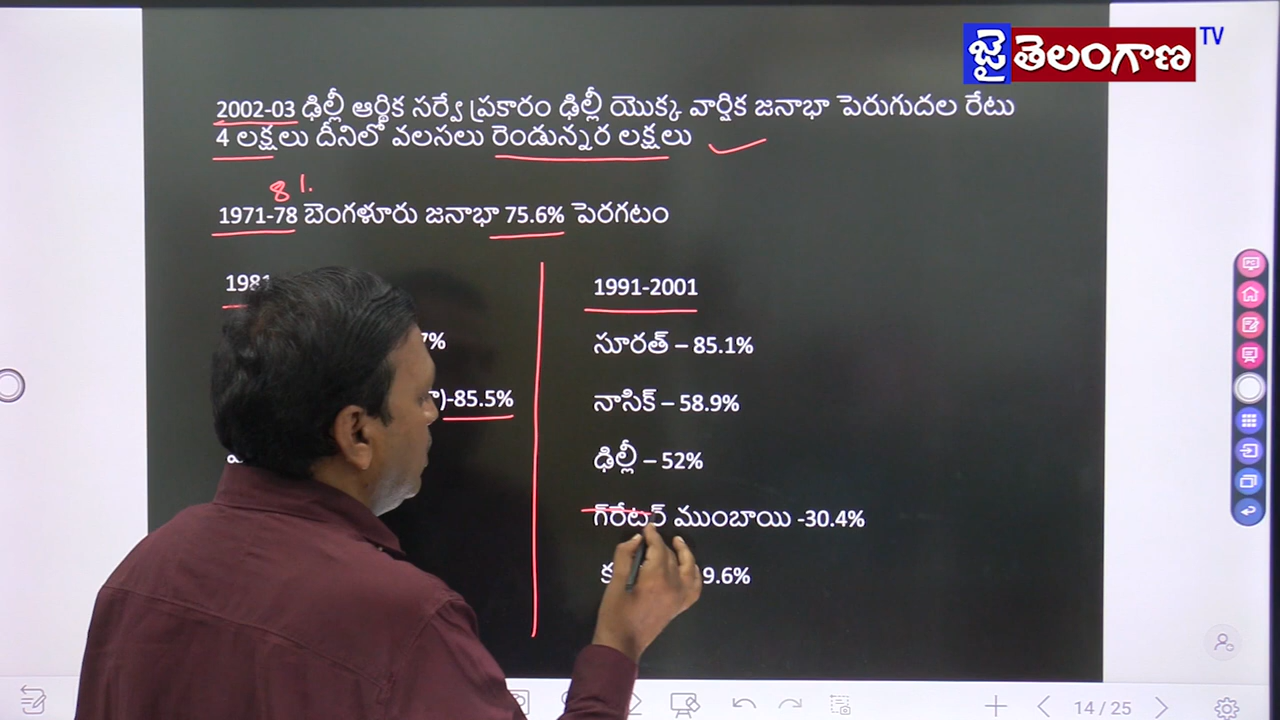 జై తెలంగాణ TV
2002-03 ఢిల్లీ ఆర్థిక సర్వే ప్రకారం ఢిల్లీ యొక్క వార్షిక జనాభా పెరుగుదల రేటు
4 లక్షలు దీనిలో వలసలు రెండున్నర లక్షలు
81.
1971-78 బెంగళూరు జనాభా 75.6% పెరగటం
1981
1991-2001
7%
సూరత్ – 85.1%
)-85.5%
నాసిక్ – 58.9%
ఢిల్లీ – 52%
గ్రేటర్ ముంబాయి -30.4%
9.6%
14 / 25